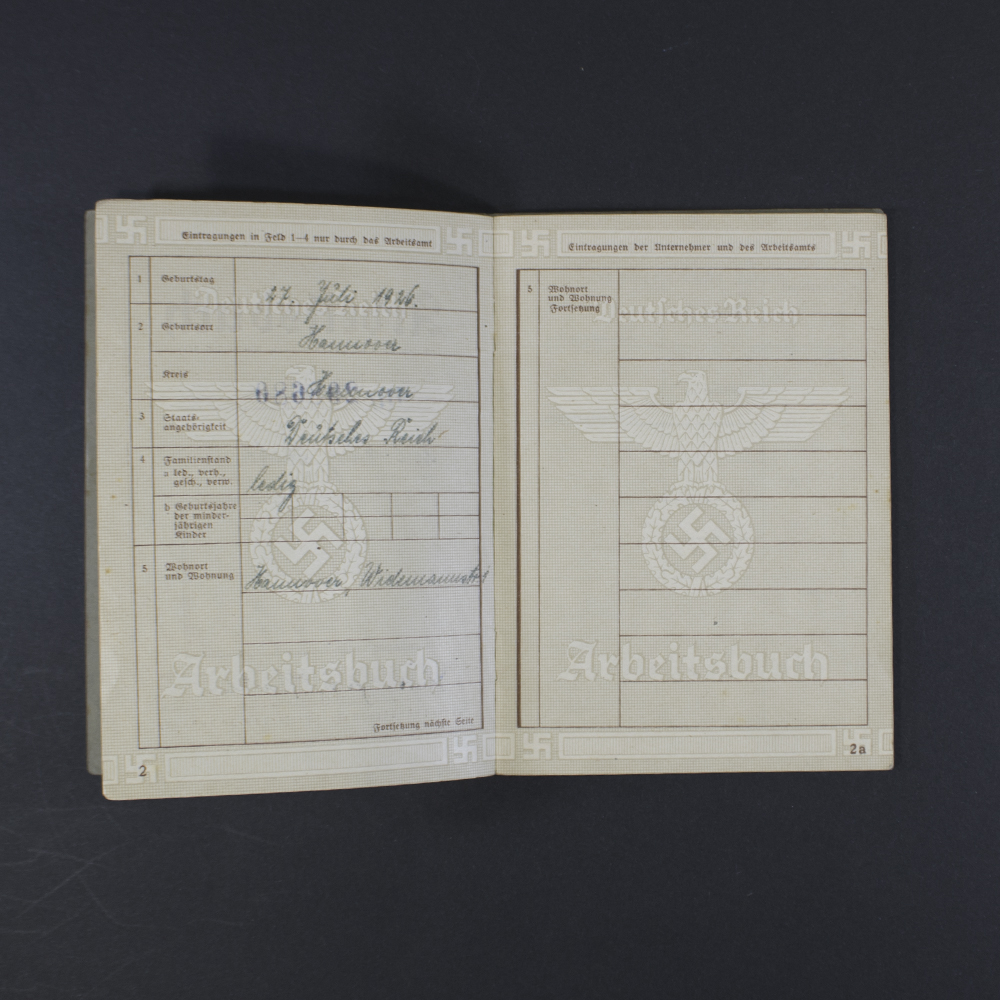 Eintragungen in Feld 1—4 nur durch das Arbeitsamt
1 Geburtstag 27. Juli 1926.
2 Geburtsort Hannover
Kreis Hannover
3 Staats-
angehörigkeit Deutsches Reich
4 Familienstand
a led., verh.,
gesch., verw. ledig
b Geburtsjahre
der minder-
jährigen
Kinder
5 Wohnort
und Wohnung Hannover, Widemannstr. 1
Fortsetzung nächste Seite
Deutsches Reich
Arbeitsbuch
2
Eintragungen der Unternehmer und des Arbeitsamts
5 Wohnort
und Wohnung
Fortsetzung
Deutsches Reich
Arbeitsbuch
2a